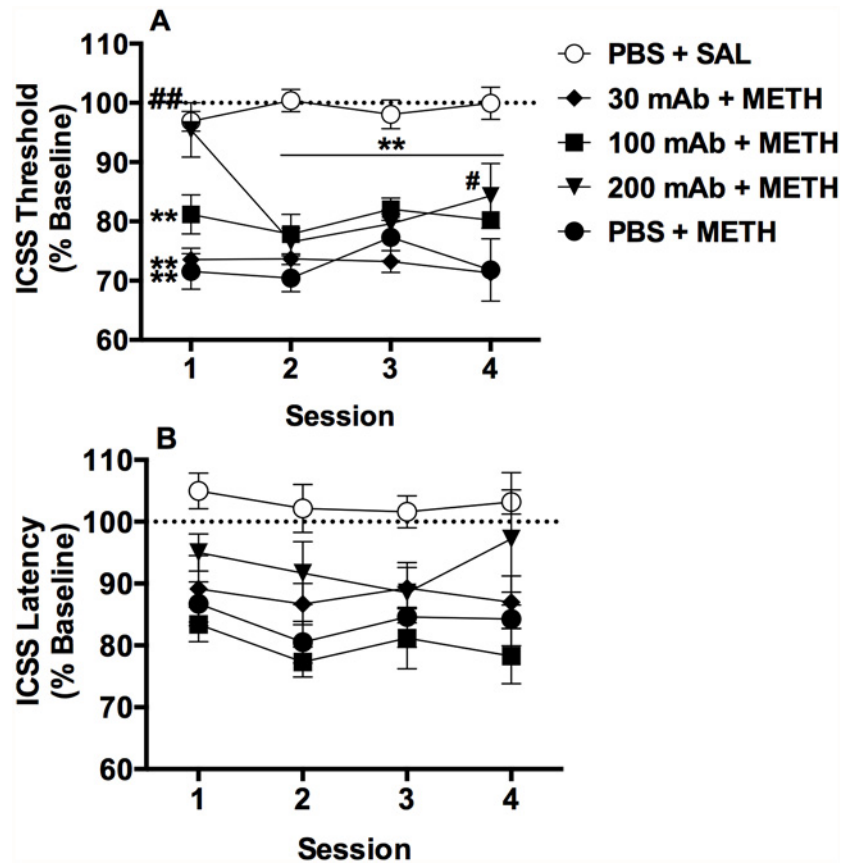 A
110
100
90
80
70
60
ICSS Threshold
(% Baseline)
##
**
**
**
**
#
1 2 3 4
Session
PBS + SAL
30 mAb + METH
100 mAb + METH
200 mAb + METH
PBS + METH
B
110
100
90
80
70
60
ICSS Latency
(% Baseline)
1 2 3 4
Session